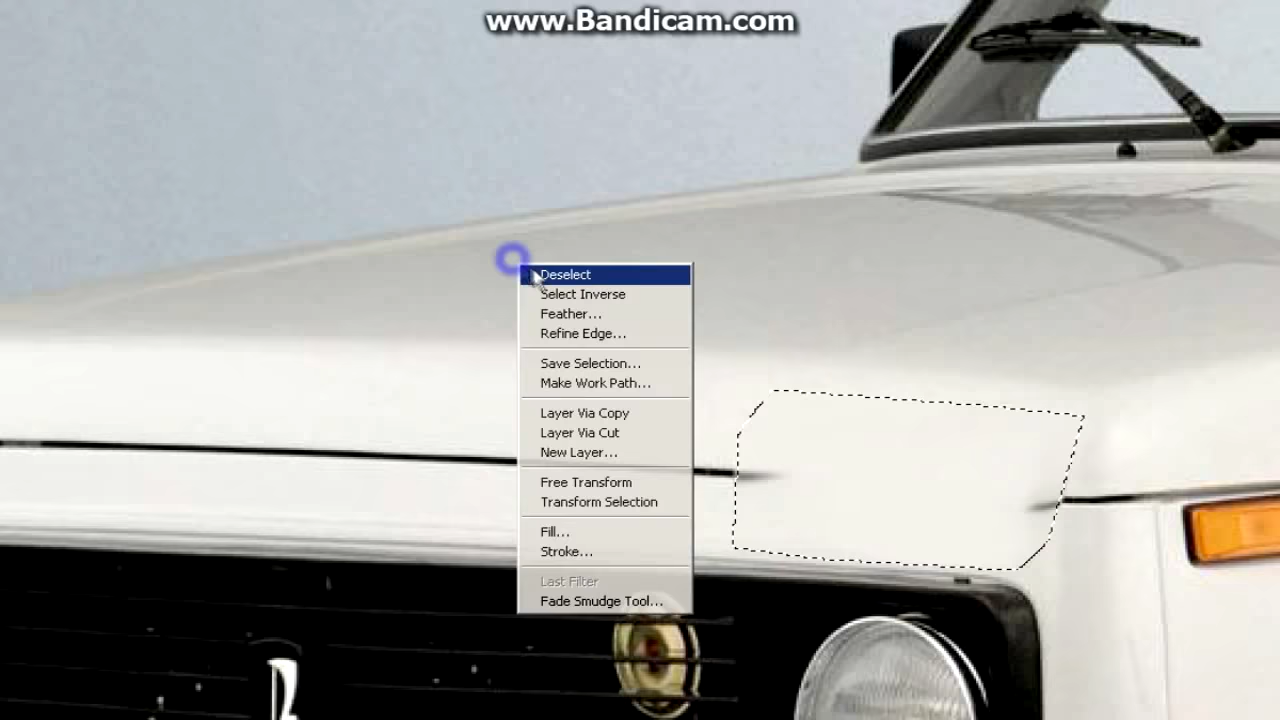 www.Bandicam.com
Deselect
Select Inverse
Feather...
Refine Edge...
Save Selection...
Make Work Path...
Layer Via Copy
Layer Via Cut
New Layer...
Free Transform
Transform Selection
Fill...
Stroke...
Last Filter
Fade Smudge Tool...